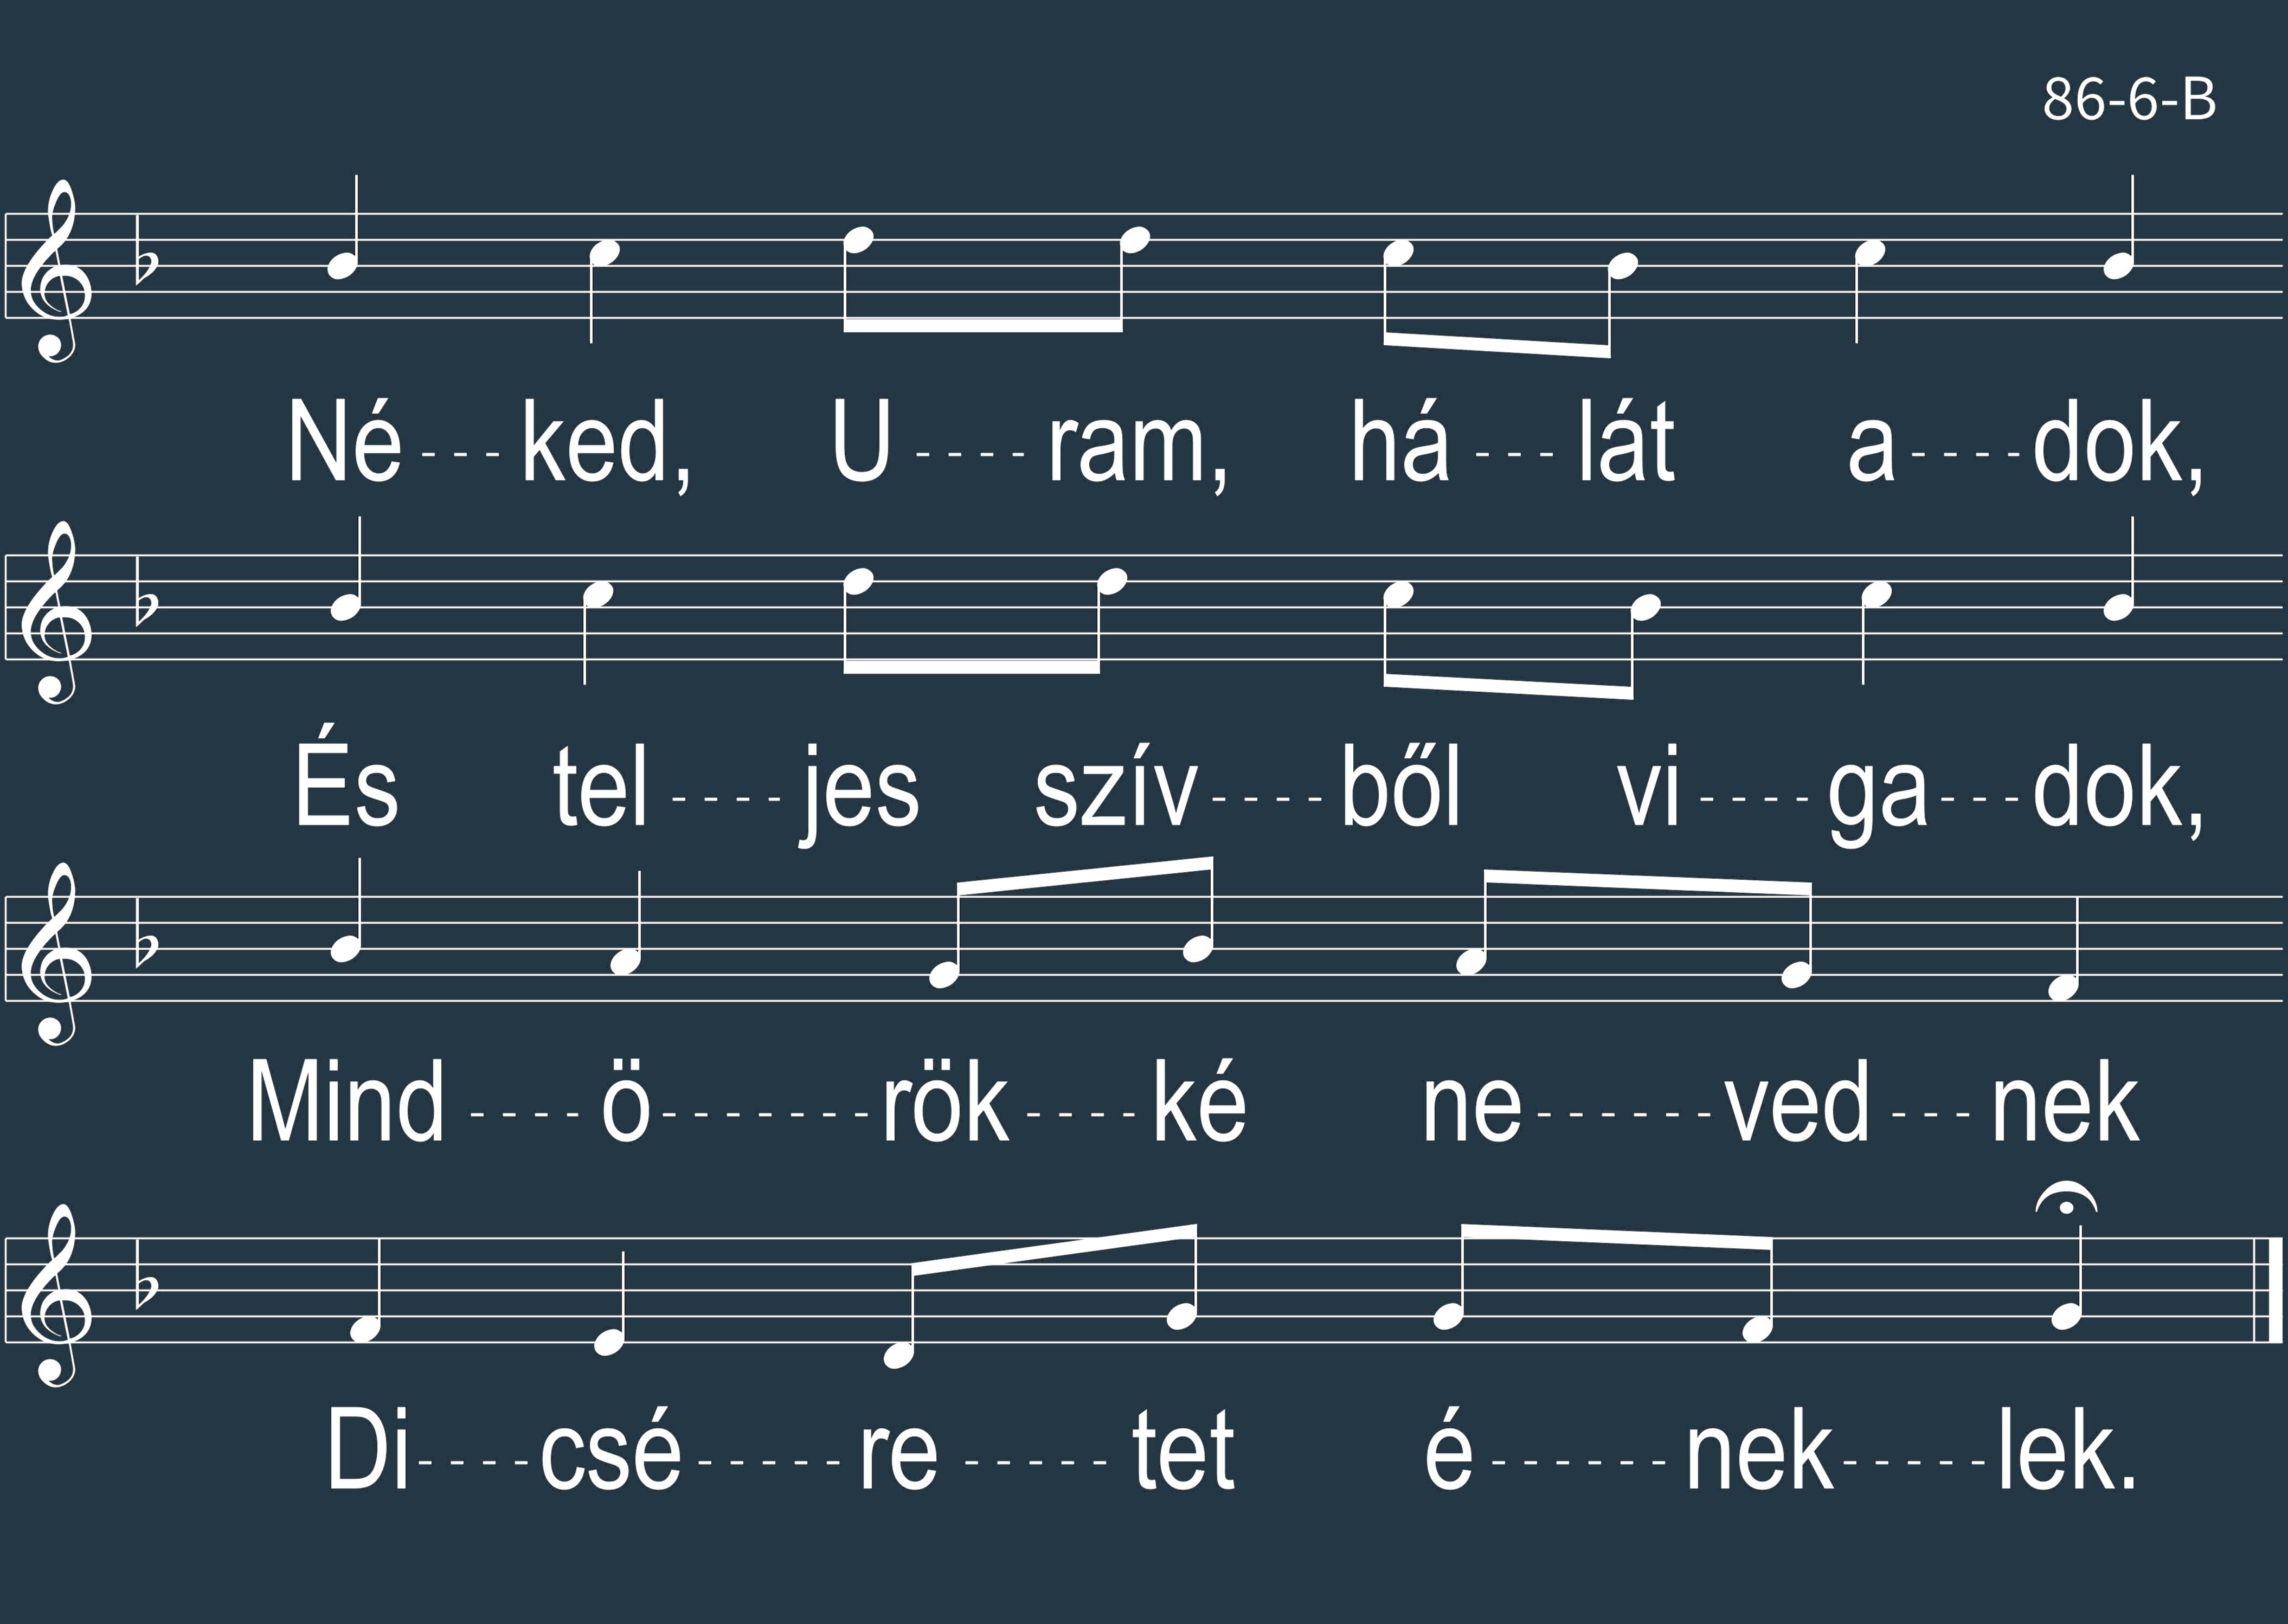 86-6-B
Né---ked, U----ram, há---lát a----dok,
És tel----jes szív----ből vi----ga---dok,
Mind----ö-------rök----ké ne------ved---nek
Di----csé-----re-----tet é------nek-----lek.